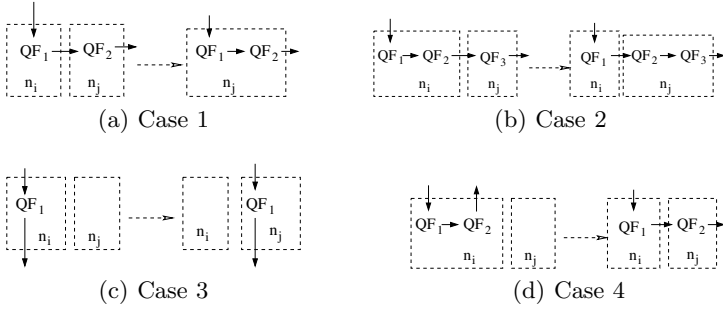 QF1 QF2 QF1 QF2
ni nj nj
(a) Case 1
QF1 QF2 QF3 QF1 QF2 QF3
ni nj ni nj
(b) Case 2
QF1 QF1
ni nj ni nj
(c) Case 3
QF1 QF2 QF1 QF2
ni nj ni nj
(d) Case 4